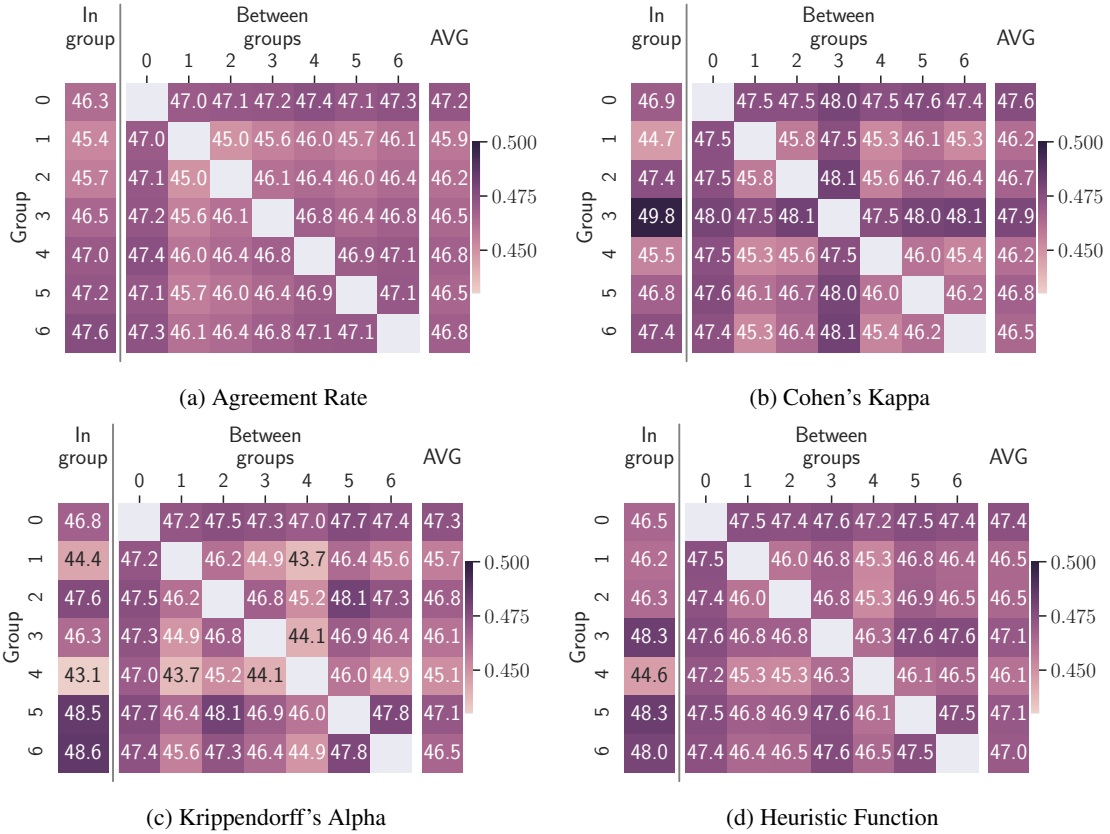 In group
Between groups
AVG
0 1 2 3 4 5 6
0 46.3 47.0 47.1 47.2 47.4 47.1 47.3 47.2
1 45.4 47.0 45.0 45.6 46.0 45.7 46.1 45.9
2 45.7 47.1 45.0 46.1 46.4 46.0 46.4 46.2
3 46.5 47.2 45.6 46.1 46.8 46.4 46.8 46.5
4 47.0 47.4 46.0 46.4 46.8 46.9 47.1 46.8
5 47.2 47.1 45.7 46.0 46.4 46.9 47.1 46.5
6 47.6 47.3 46.1 46.4 46.8 47.1 47.1 46.8
Group
0.500
0.475
0.450
(a) Agreement Rate
In group
Between groups
AVG
0 1 2 3 4 5 6
0 46.9 47.5 47.5 48.0 47.5 47.6 47.4 47.6
1 44.7 47.5 45.8 47.5 45.3 46.1 45.3 46.2
2 47.4 47.5 45.8 48.1 45.6 46.7 46.4 46.7
3 49.8 48.0 47.5 48.1 47.5 48.0 48.1 47.9
4 45.5 47.5 45.3 45.6 47.5 46.0 45.4 46.2
5 46.8 47.6 46.1 46.7 48.0 46.0 46.2 46.8
6 47.4 47.4 45.3 46.4 48.1 45.4 46.2 46.5
Group
0.500
0.475
0.450
(b) Cohen's Kappa
In group
Between groups
AVG
0 1 2 3 4 5 6
0 46.8 47.2 47.5 47.3 47.0 47.7 47.4 47.3
1 44.4 47.2 46.2 44.9 43.7 46.4 45.6 45.7
2 47.6 47.5 46.2 46.8 45.2 48.1 47.3 46.8
3 46.3 47.3 44.9 46.8 44.1 46.9 46.4 46.1
4 43.1 47.0 43.7 45.2 44.1 46.0 44.9 45.1
5 48.5 47.7 46.4 48.1 46.9 46.0 47.8 47.1
6 48.6 47.4 45.6 47.3 46.4 44.9 47.8 46.5
Group
0.500
0.475
0.450
(c) Krippendorff's Alpha
In group
Between groups
AVG
0 1 2 3 4 5 6
0 46.5 47.5 47.4 47.6 47.2 47.5 47.4 47.4
1 46.2 47.5 46.0 46.8 45.3 46.8 46.4 46.5
2 46.3 47.4 46.0 46.8 45.3 46.9 46.5 46.5
3 48.3 47.6 46.8 46.8 46.3 47.6 47.6 47.1
4 44.6 47.2 45.3 45.3 46.3 46.1 46.5 46.1
5 48.3 47.5 46.8 46.9 47.6 46.1 47.5 47.1
6 48.0 47.4 46.4 46.5 47.6 46.5 47.5 47.0
Group
0.500
0.475
0.450
(d) Heuristic Function